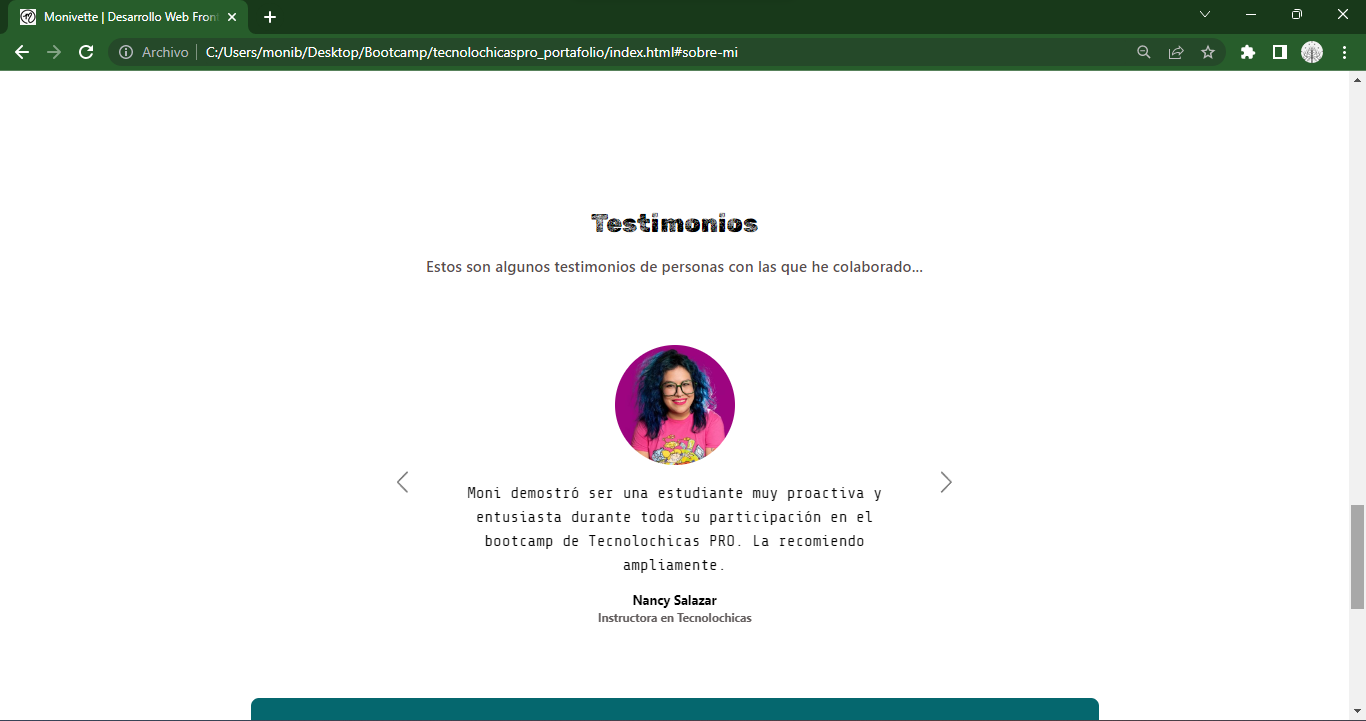 Monivette | Desarrollo Web Fron
Archivo
C:/Users/monib/Desktop/Bootcamp/tecnolochicaspro_portafolio/index.html#sobre-mi
Testimonios
Estos son algunos testimonios de personas con las que he colaborado...
Moni demostró ser una estudiante muy proactiva y
entusiasta durante toda su participación en el
bootcamp de Tecnolochicas PRO. La recomiendo
ampliamente.
Nancy Salazar
Instructora en Tecnolochicas